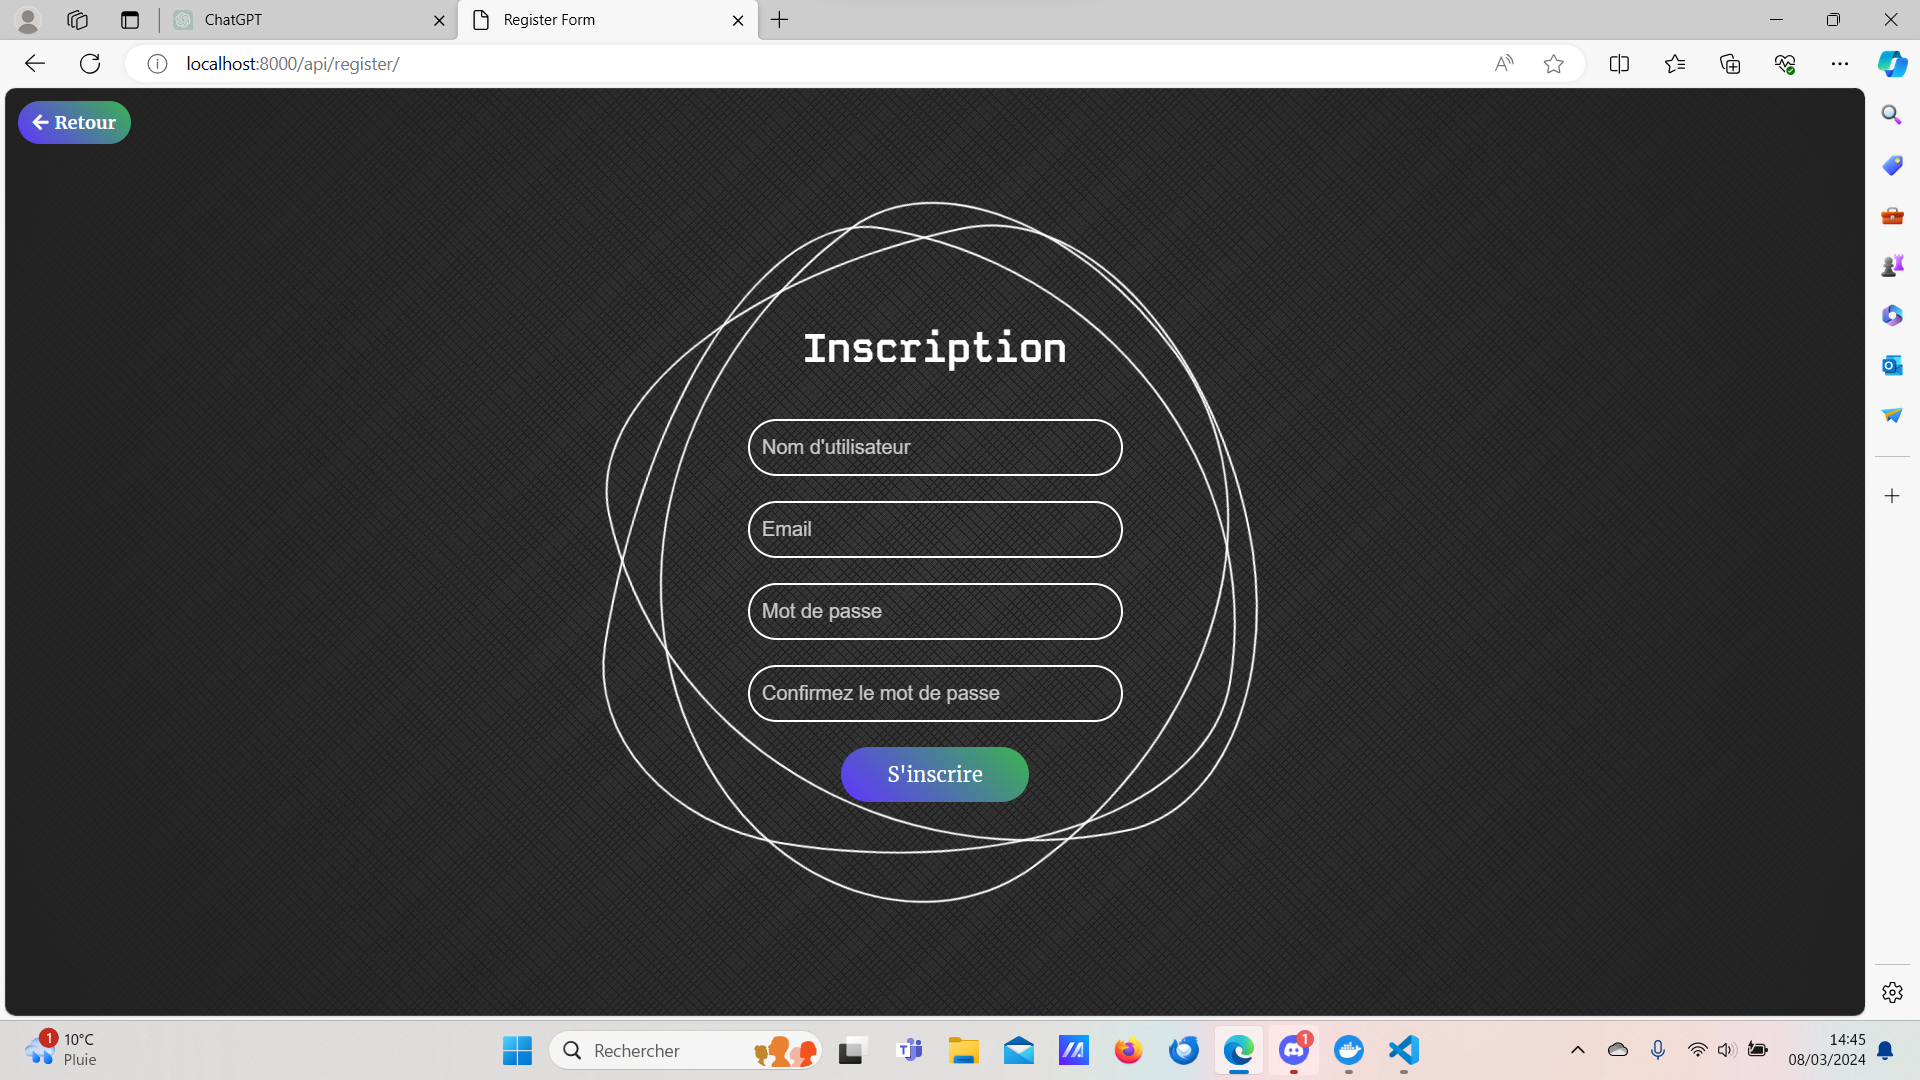 ChatGPT
Register Form
localhost:8000/api/register/
Retour
Inscription
Nom d'utilisateur
Email
Mot de passe
Confirmez le mot de passe
S'inscrire
1
10°C
Pluie
Rechercher
1
14:45
08/03/2024